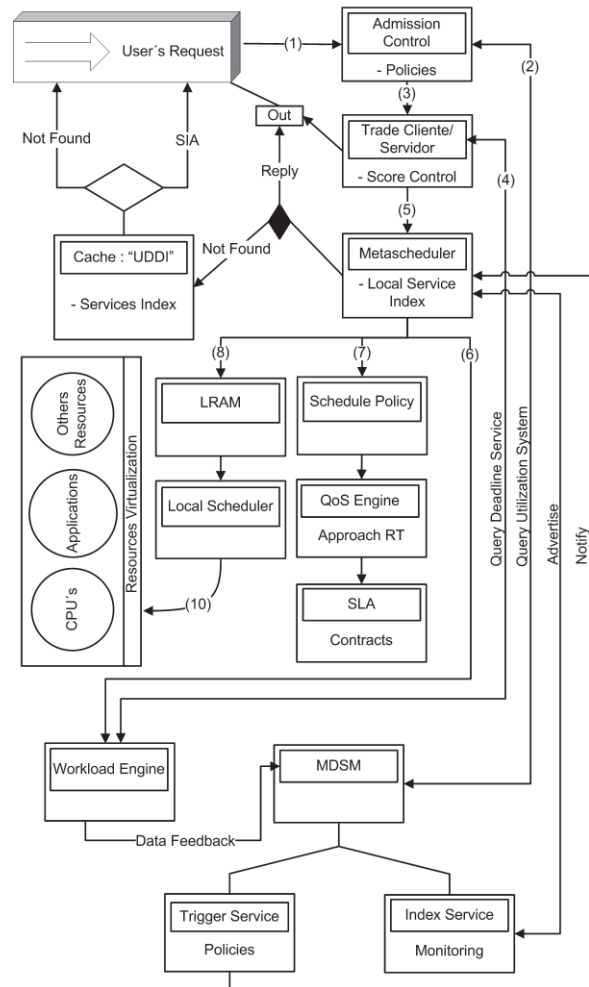 User´s Request
(1)
Admission
Control
- Policies
(2)
(3)
Out
Not Found
SIA
Trade Cliente/
Servidor
- Score Control
(4)
Reply
(5)
Not Found
Cache : “UDDI”
- Services Index
Metascheduler
- Local Service
Index
(8)
(7)
(6)
Others
Resources
Applications
CPU´s
Resources Virtualization
LRAM
Schedule Policy
Local Scheduler
QoS Engine
Approach RT
(10)
SLA
Contracts
Query Deadline Service
Query Utilization System
Advertise
Notify
Workload Engine
MDSM
Data Feedback
Trigger Service
Policies
Index Service
Monitoring